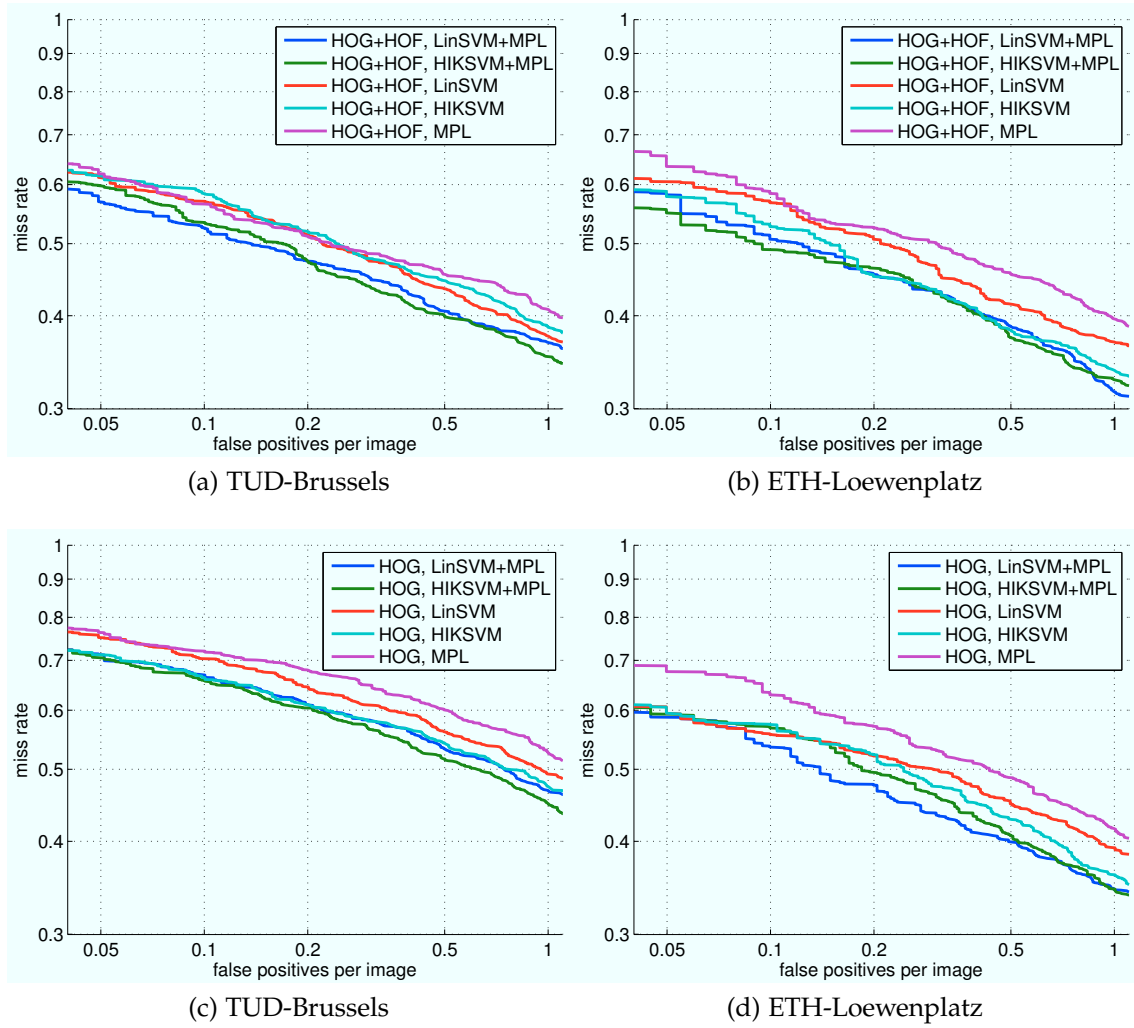 1
0.9
0.8
0.7
0.6
0.5
0.4
0.3
miss rate
HOG+HOF, LinSVM+MPL
HOG+HOF, HIKSVM+MPL
HOG+HOF, LinSVM
HOG+HOF, HIKSVM
HOG+HOF, MPL
0.05 0.1 0.2 0.5 1
false positives per image
(a) TUD-Brussels
1
0.9
0.8
0.7
0.6
0.5
0.4
0.3
miss rate
HOG+HOF, LinSVM+MPL
HOG+HOF, HIKSVM+MPL
HOG+HOF, LinSVM
HOG+HOF, HIKSVM
HOG+HOF, MPL
0.05 0.1 0.2 0.5 1
false positives per image
(b) ETH-Loewenplatz
1
0.9
0.8
0.7
0.6
0.5
0.4
0.3
miss rate
HOG, LinSVM+MPL
HOG, HIKSVM+MPL
HOG, LinSVM
HOG, HIKSVM
HOG, MPL
0.05 0.1 0.2 0.5 1
false positives per image
(c) TUD-Brussels
1
0.9
0.8
0.7
0.6
0.5
0.4
0.3
miss rate
HOG, LinSVM+MPL
HOG, HIKSVM+MPL
HOG, LinSVM
HOG, HIKSVM
HOG, MPL
0.05 0.1 0.2 0.5 1
false positives per image
(d) ETH-Loewenplatz